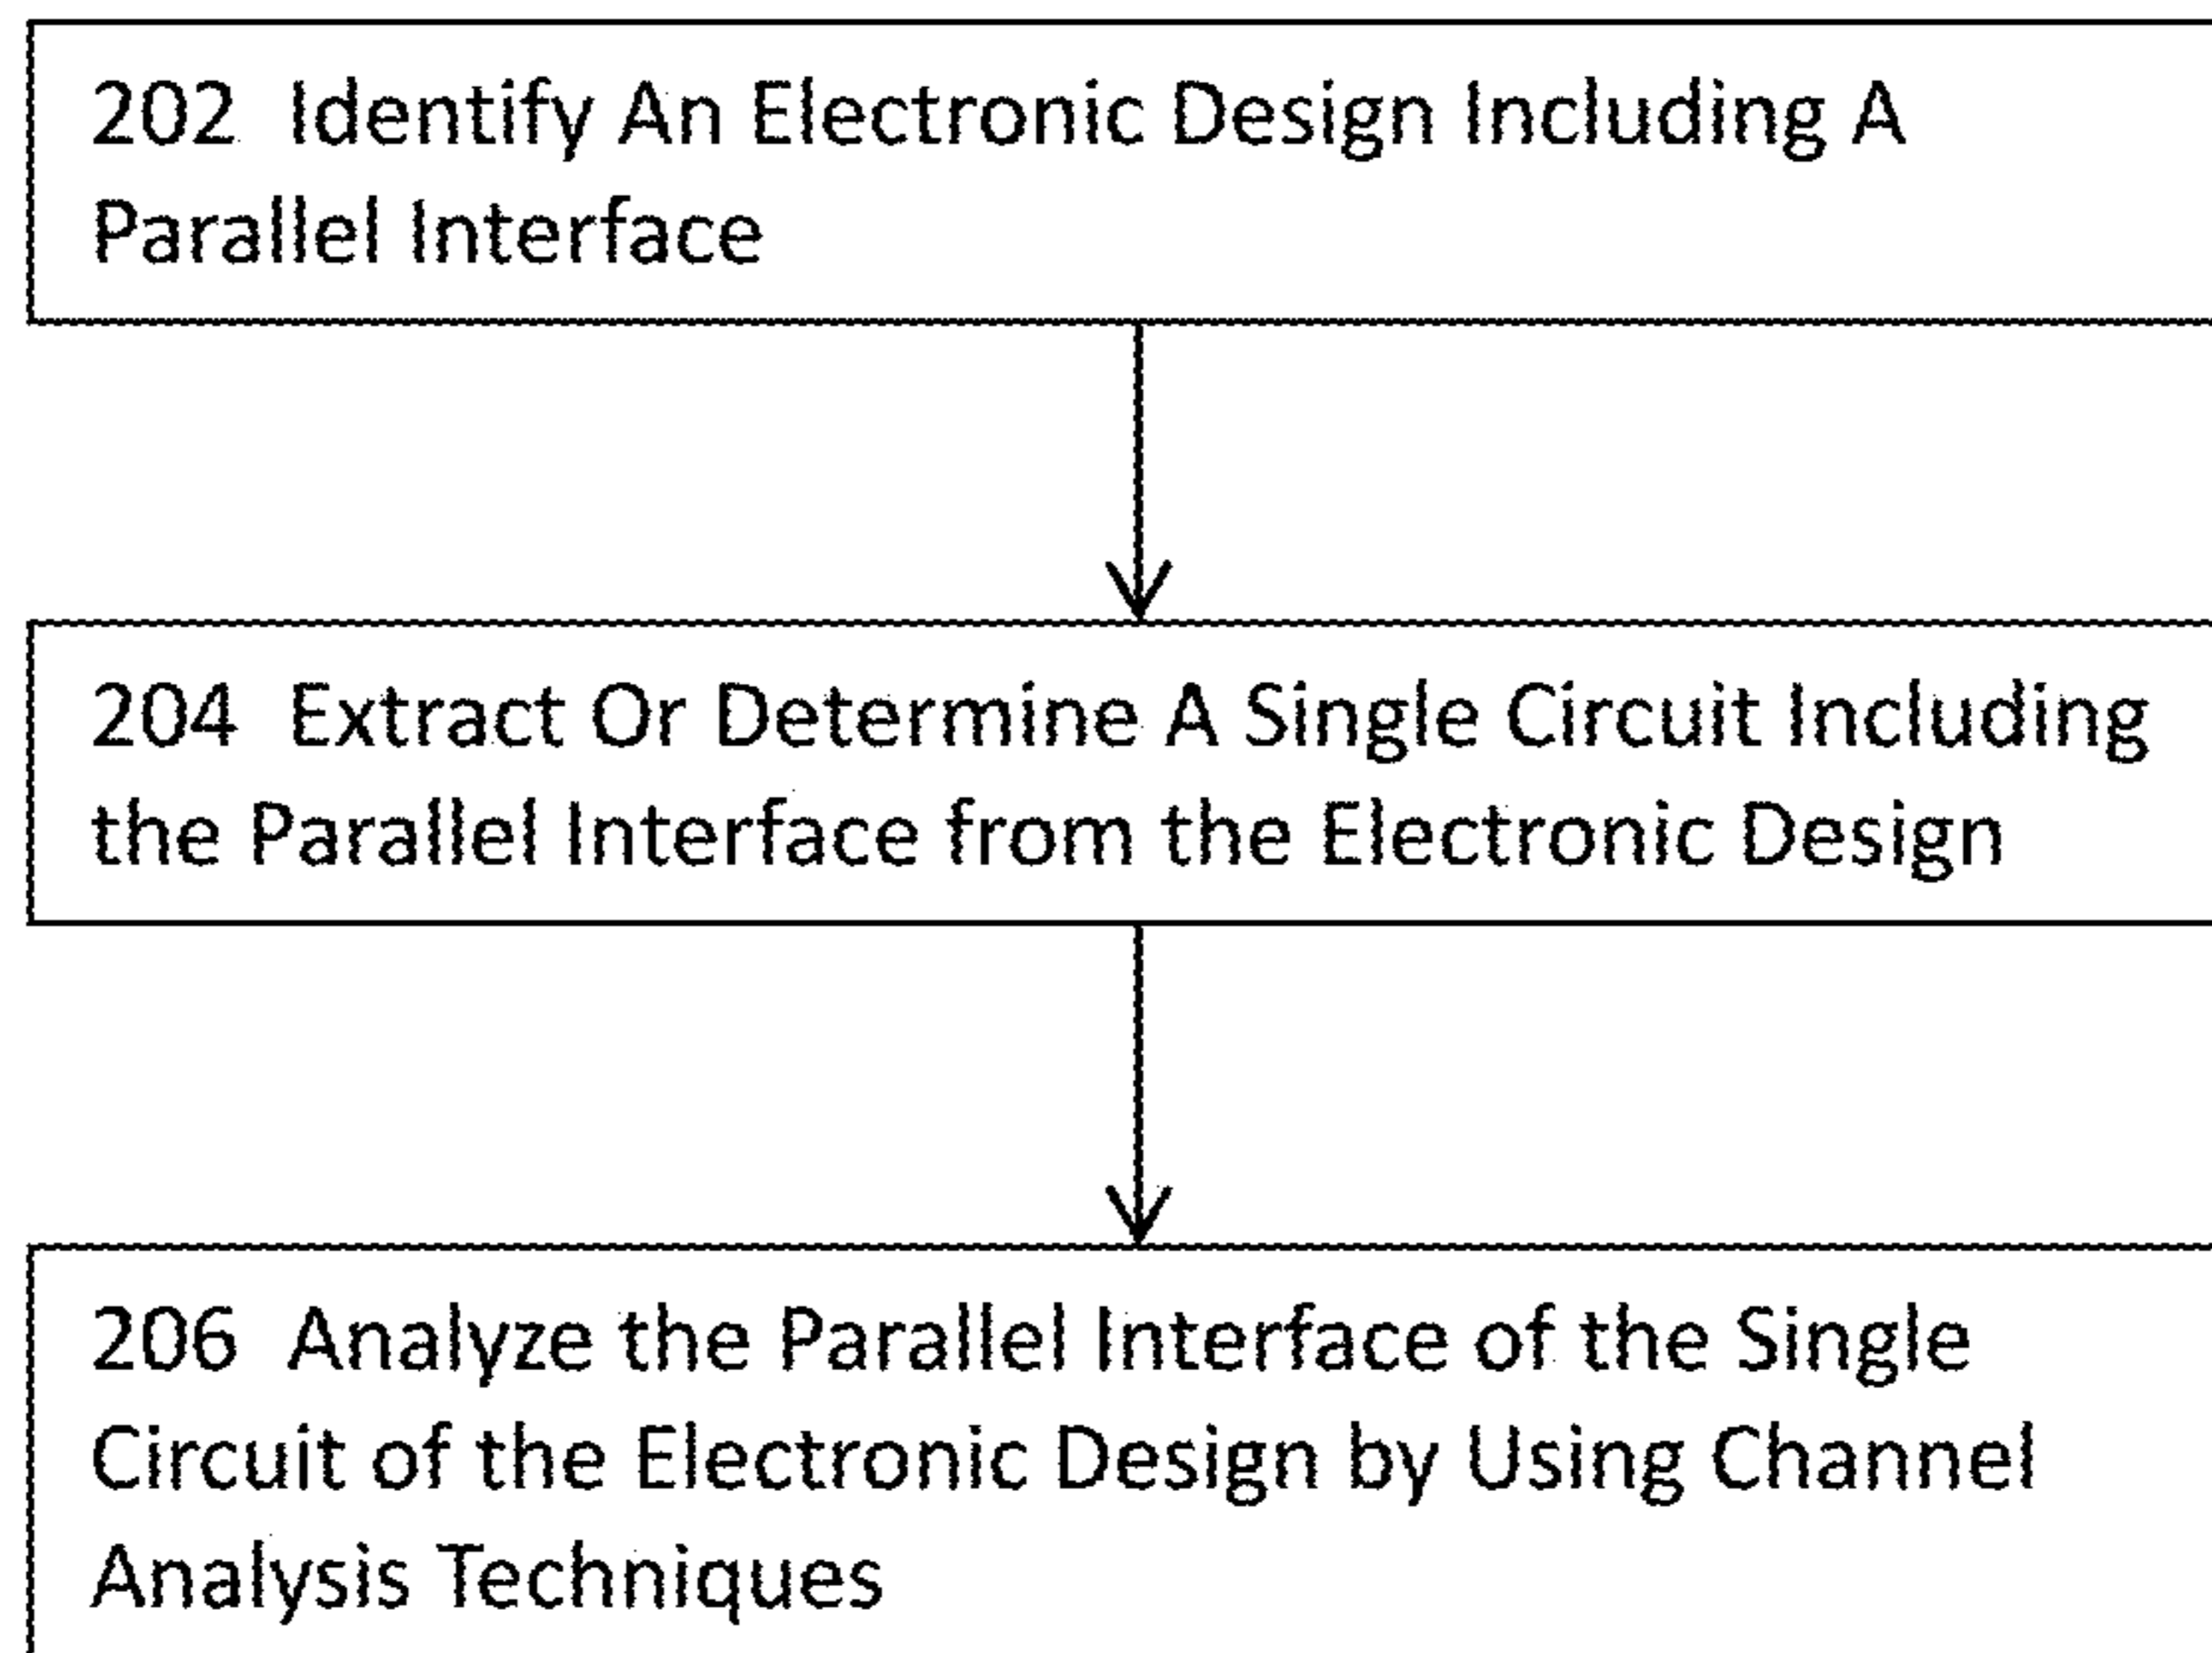 202 Identify An Electronic Design Including A
Parallel Interface
204 Extract Or Determine A Single Circuit Including
the Parallel Interface from the Electronic Design
206 Analyze the Parallel Interface of the Single
Circuit of the Electronic Design by Using Channel
Analysis Techniques